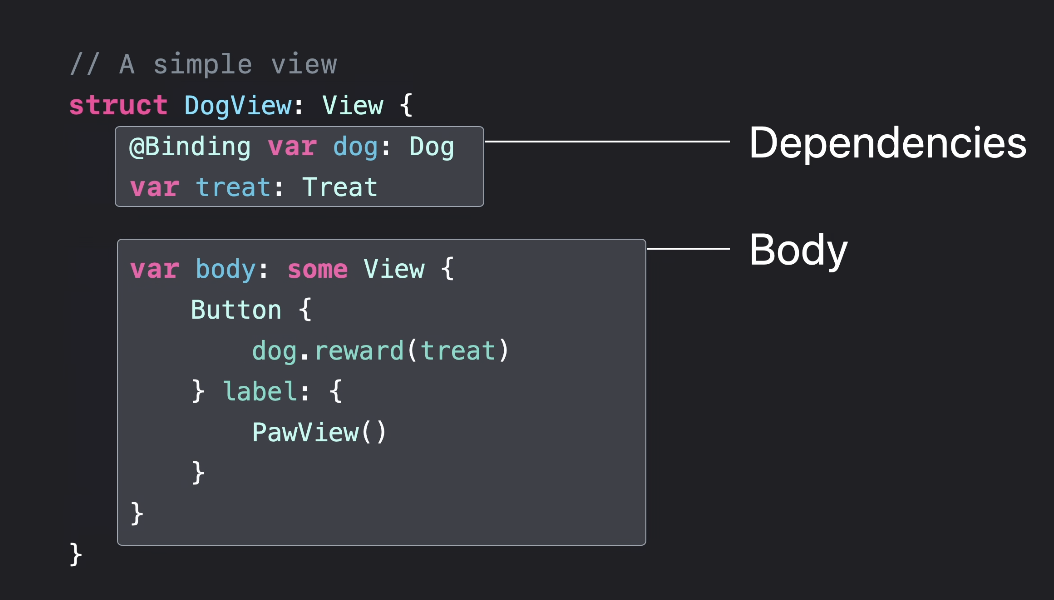 // A simple view
struct DogView: View {
@Binding var dog: Dog
var treat: Treat
Dependencies
var body: some View {
Button {
dog.reward(treat)
} label: {
PawView()
}
}
Body
}